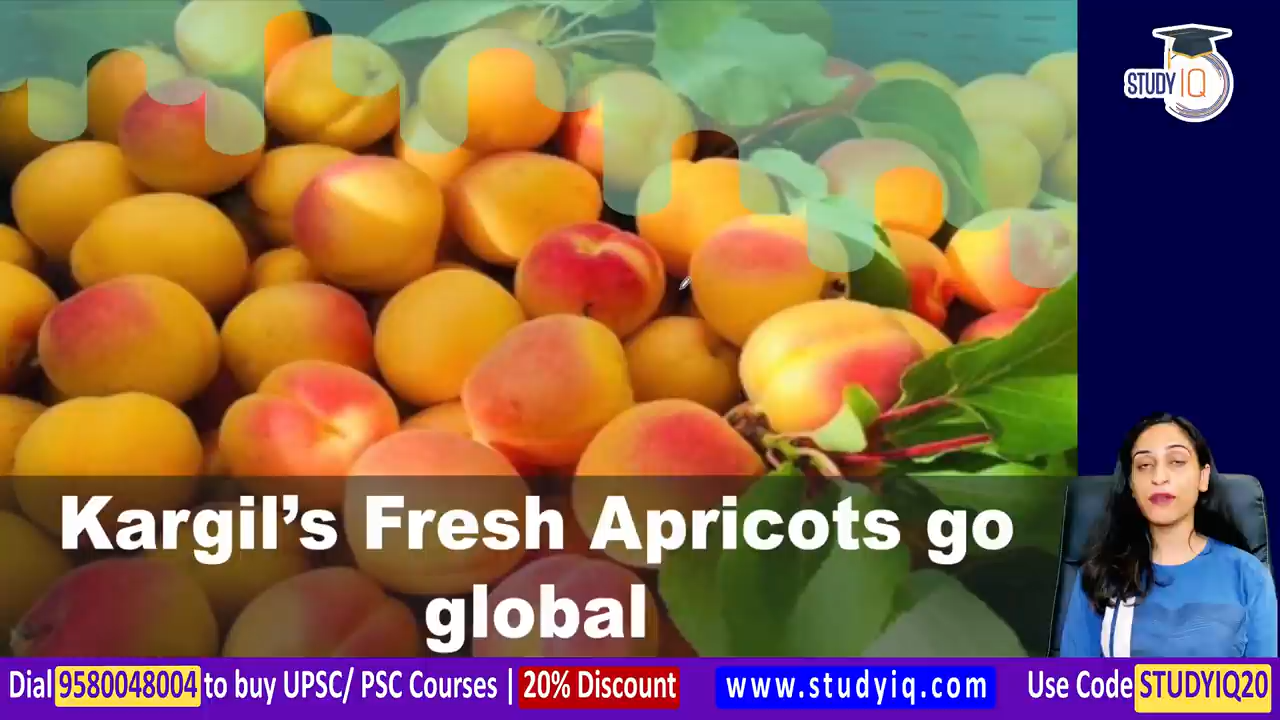 STUDY IQ
Kargil’s Fresh Apricots go
global
Dial 9580048004 to buy UPSC/ PSC Courses | 20% Discount www.studyiq.com Use Code STUDYIQ20